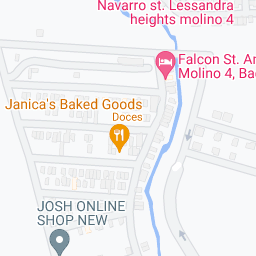 Navarro st. Lessandra
heights molino 4
Falcon St. An
Molino 4, Bac
Janica's Baked Goods
Doces
JOSH ONLINE
SHOP NEW